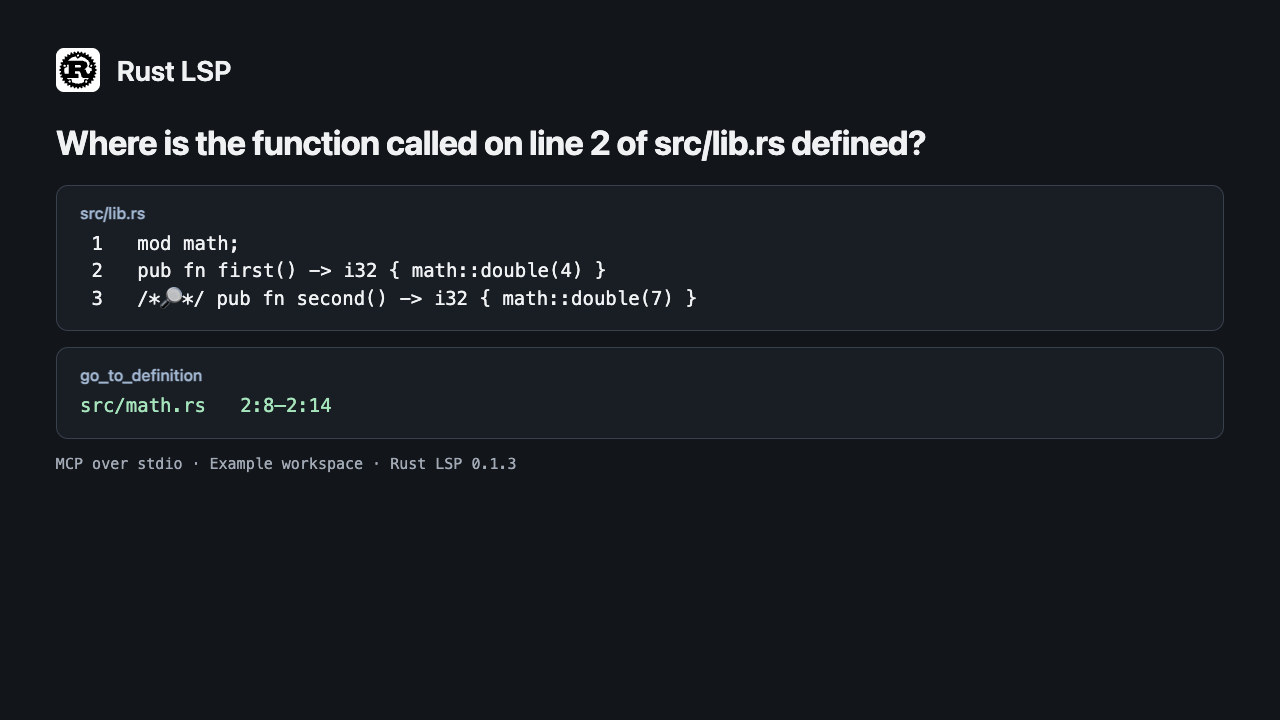 Rust LSP
Where is the function called on line 2 of src/lib.rs defined?
src/lib.rs
1 mod math;
2 pub fn first() -> i32 { math::double(4) }
3 /*🔎*/ pub fn second() -> i32 { math::double(7) }
go_to_definition
src/math.rs 2:8–2:14
MCP over stdio · Example workspace · Rust LSP 0.1.3